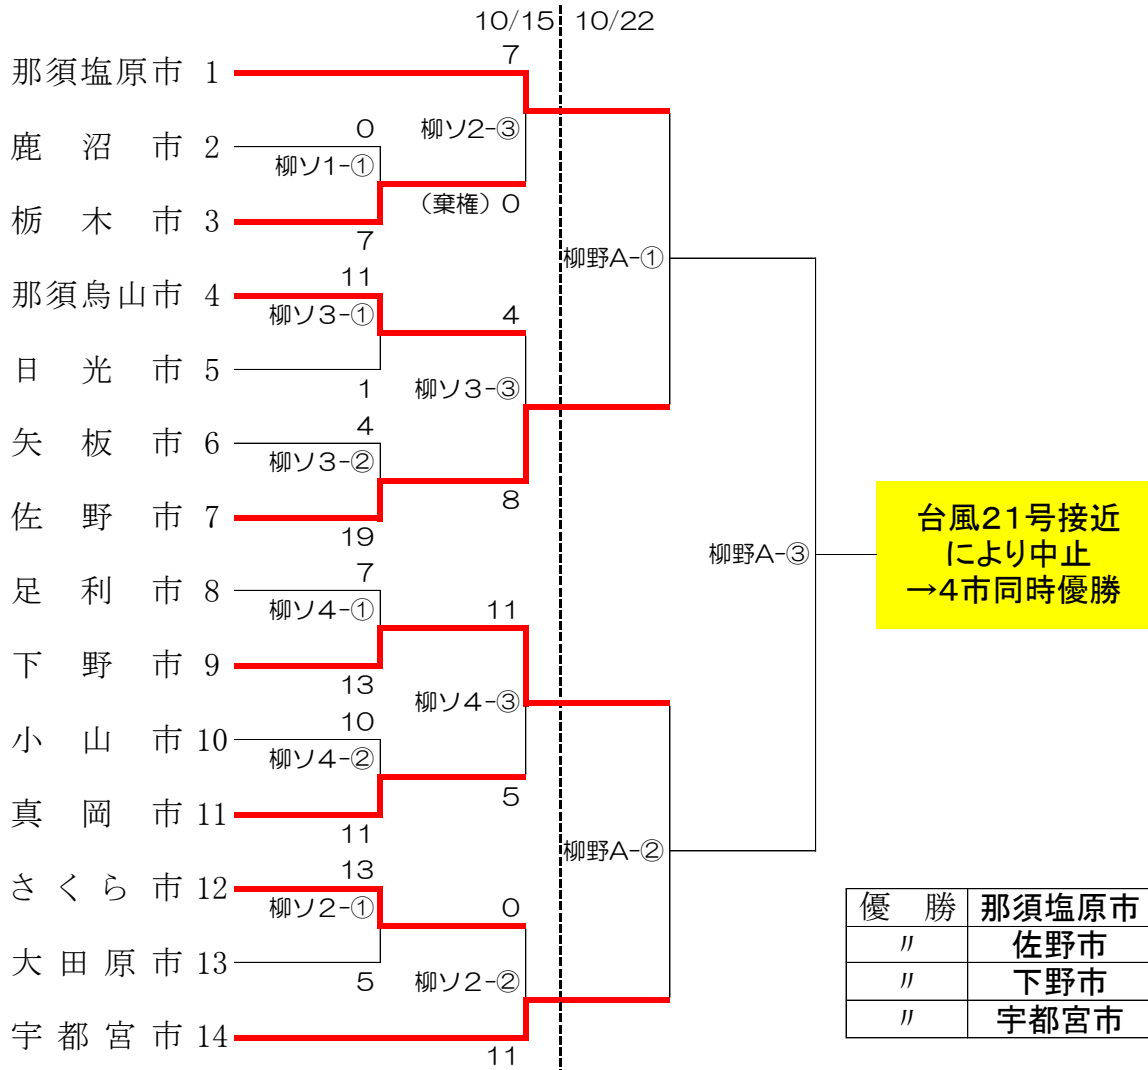 10/15 10/22
7
那須塩原市 1
0
柳ソ2-③
鹿沼市 2
柳ソ1-①
(棄権) 0
栃木市 3
7
柳野A-①
11
那須烏山市 4
柳ソ3-①
4
日光市 5
1
柳ソ3-③
4
矢板市 6
柳ソ3-②
8
佐野市 7
19
台風21号接近
により中止
→4市同時優勝
柳野A-③
7
足利市 8
柳ソ4-①
11
下野市 9
13
柳ソ4-③
10
小山市 10
柳ソ4-②
5
真岡市 11
11
柳野A-②
13
さくら市 12
柳ソ2-①
0
大田原市 13
5
柳ソ2-②
宇都宮市 14
11
優勝 那須塩原市
〃 佐野市
〃 下野市
〃 宇都宮市